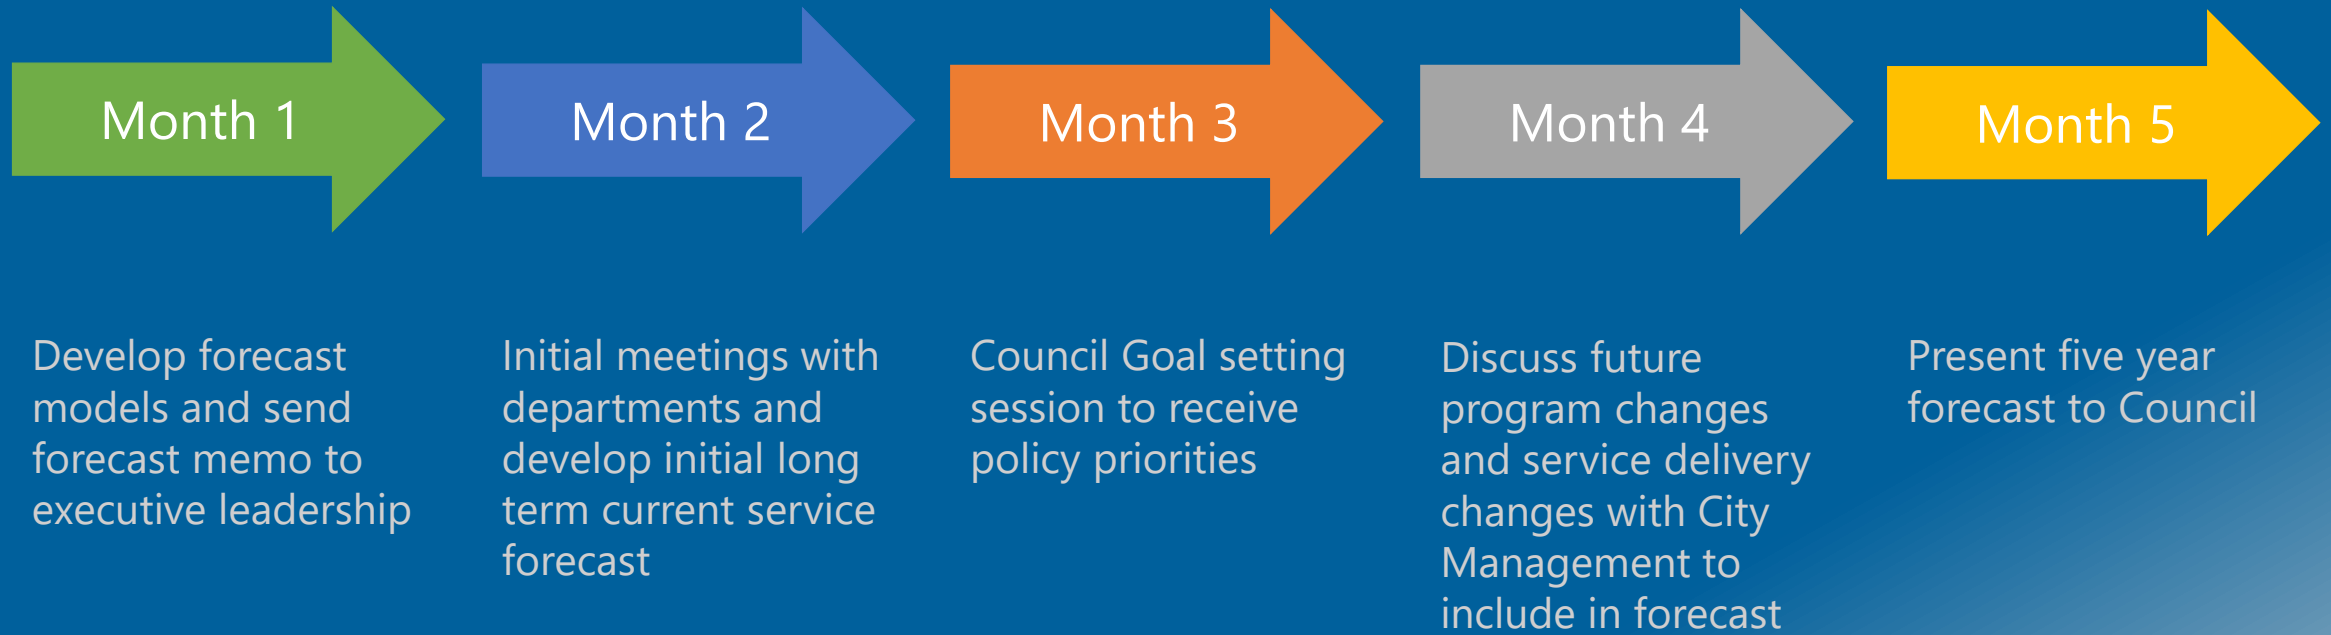 Month 1
Month 2
Month 3
Month 4
Month 5
Develop forecast
models and send
forecast memo to
executive leadership
Initial meetings with
departments and
develop initial long
term current service
forecast
Council Goal setting
session to receive
policy priorities
Discuss future
program changes
and service delivery
changes with City
Management to
include in forecast
Present five year
forecast to Council